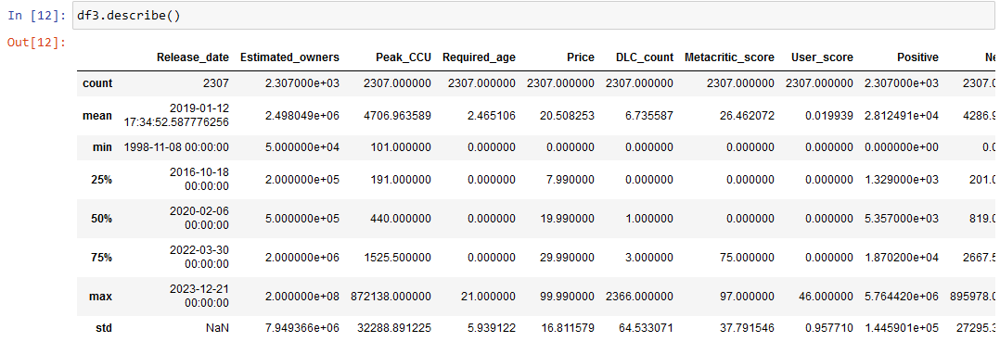 In [12]: df3.describe()
Out[12]:
Release_date Estimated_owners Peak_CCU Required_age Price DLC_count Metacritic_score User_score Positive Ne
count 2307 2.307000e+03 2307.000000 2307.000000 2307.000000 2307.000000 2307.000000 2307.000000 2.307000e+03 2307.0
mean 2019-01-12 17:34:52.587776256 2.498049e+06 4706.963589 2.465106 20.508253 6.735587 26.462072 0.019939 2.812491e+04 4286.9
min 1998-11-08 00:00:00 5.000000e+04 101.000000 0.000000 0.000000 0.000000 0.000000 0.000000 0.000000e+00 0.0
25% 2016-10-18 00:00:00 2.000000e+05 191.000000 0.000000 7.990000 0.000000 0.000000 0.000000 1.329000e+03 201.0
50% 2020-02-06 00:00:00 5.000000e+05 440.000000 0.000000 19.990000 1.000000 0.000000 0.000000 5.357000e+03 819.0
75% 2022-03-30 00:00:00 2.000000e+06 1525.500000 0.000000 29.990000 3.000000 75.000000 0.000000 1.870200e+04 2667.5
max 2023-12-21 00:00:00 2.000000e+08 872138.000000 21.000000 99.990000 2366.000000 97.000000 46.000000 5.764420e+06 895978.0
std NaN 7.949366e+06 32288.891225 5.939122 16.811579 64.533071 37.791546 0.957710 1.445901e+05 27295.3